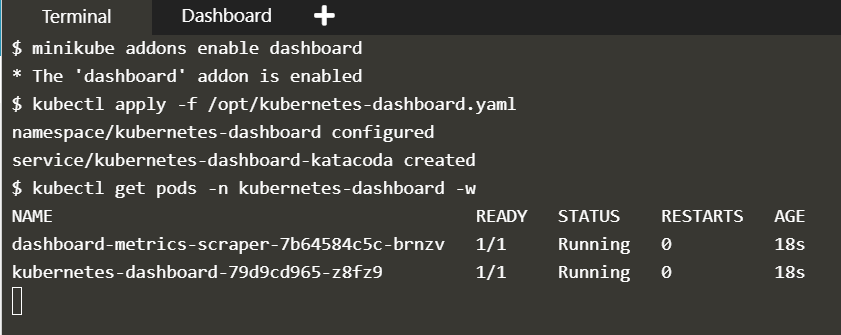 Terminal Dashboard +
$ minikube addons enable dashboard
* The 'dashboard' addon is enabled
$ kubectl apply -f /opt/kubernetes-dashboard.yaml
namespace/kubernetes-dashboard configured
service/kubernetes-dashboard-katacoda created
$ kubectl get pods -n kubernetes-dashboard -w
NAME READY STATUS RESTARTS AGE
dashboard-metrics-scraper-7b64584c5c-brnzv 1/1 Running 0 18s
kubernetes-dashboard-79d9cd965-z8fz9 1/1 Running 0 18s